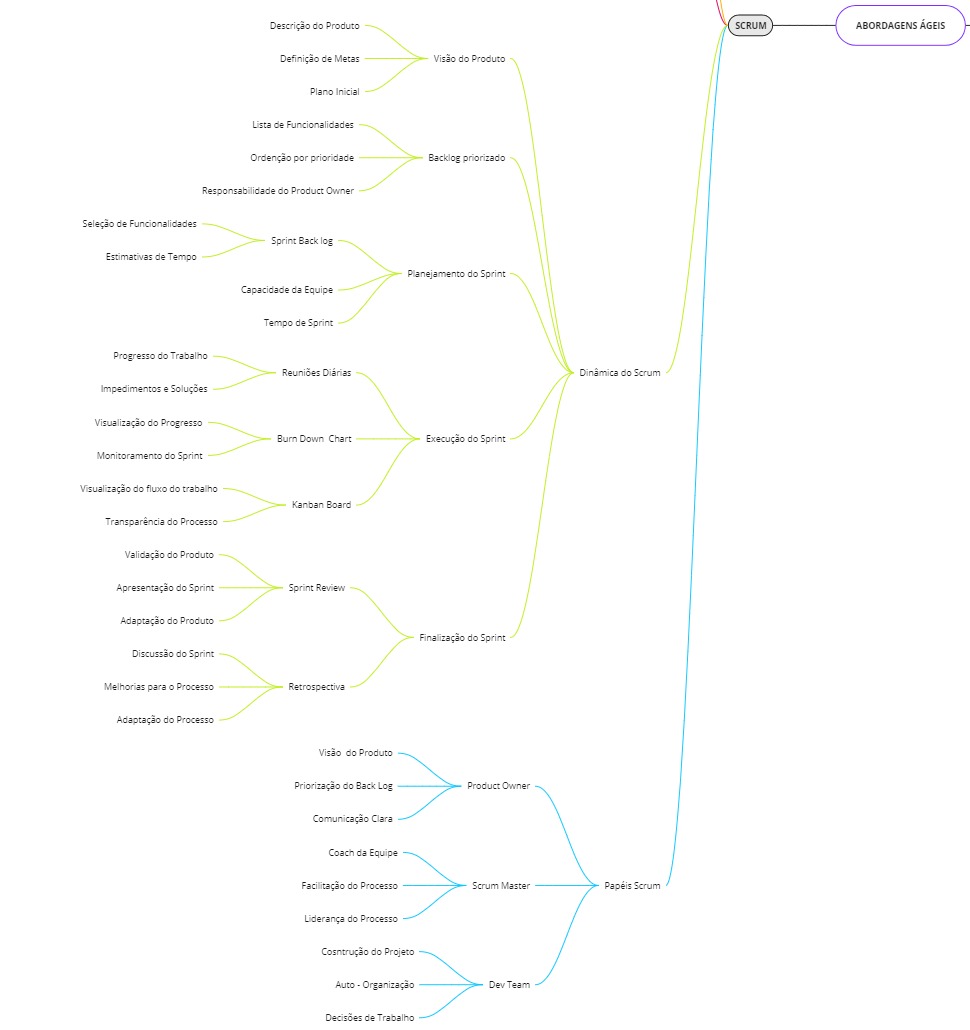 SCRUM
ABORDAGENS ÁGEIS
Descrição do Produto
Definição de Metas
Visão do Produto
Plano Inicial
Lista de Funcionalidades
Ordenção por prioridade
Backlog priorizado
Responsabilidade do Product Owner
Seleção de Funcionalidades
Sprint Back log
Estimativas de Tempo
Planejamento do Sprint
Capacidade da Equipe
Tempo de Sprint
Progresso do Trabalho
Reuniões Diárias
Dinâmica do Scrum
Impedimentos e Soluções
Visualização do Progresso
Burn Down Chart
Execução do Sprint
Monitoramento do Sprint
Visualização do fluxo do trabalho
Kanban Board
Transparência do Processo
Validação do Produto
Apresentação do Sprint
Sprint Review
Adaptação do Produto
Finalização do Sprint
Discussão do Sprint
Melhorias para o Processo
Retrospectiva
Adaptação do Processo
Visão do Produto
Priorização do Back Log
Product Owner
Comunicação Clara
Coach da Equipe
Facilitação do Processo
Scrum Master
Papéis Scrum
Liderança do Processo
Cosntrução do Projeto
Auto - Organização
Dev Team
Decisões de Trabalho